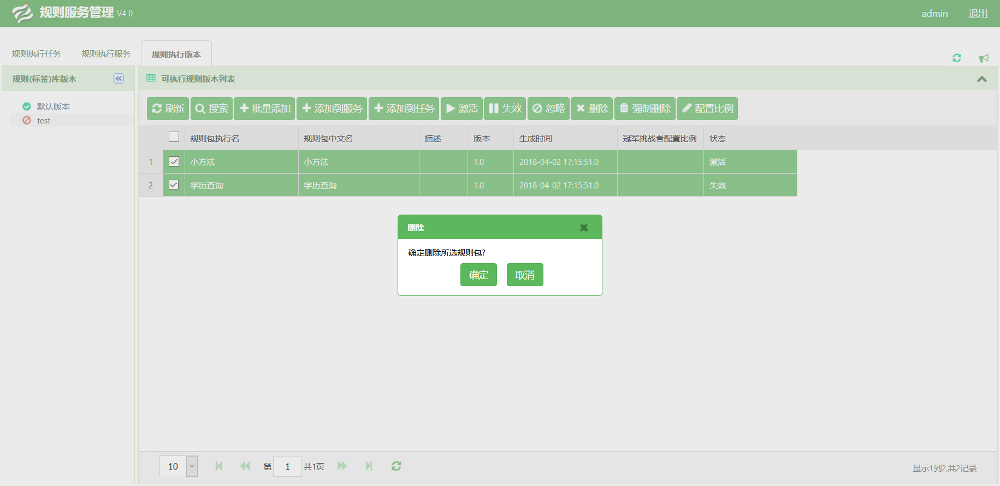 规则服务管理 V4.0
admin 退出
规则执行任务 规则执行服务 规则执行版本
规则(标签)库版本
默认版本
test
可执行规则版本列表
刷新 搜索 批量添加 添加到服务 添加到任务 激活 失效 忽略 删除 强制删除 配置比例
规则包执行名 规则包中文名 描述 版本 生成时间 冠军挑战者配置比例 状态
1 小方法 小方法 1.0 2018-04-02 17:15:51.0 激活
2 学历查询 学历查询 1.0 2018-04-02 17:15:51.0 失效
删除
确定删除所选规则包?
确定 取消
10 第 1 共1页
显示1到2,共2记录